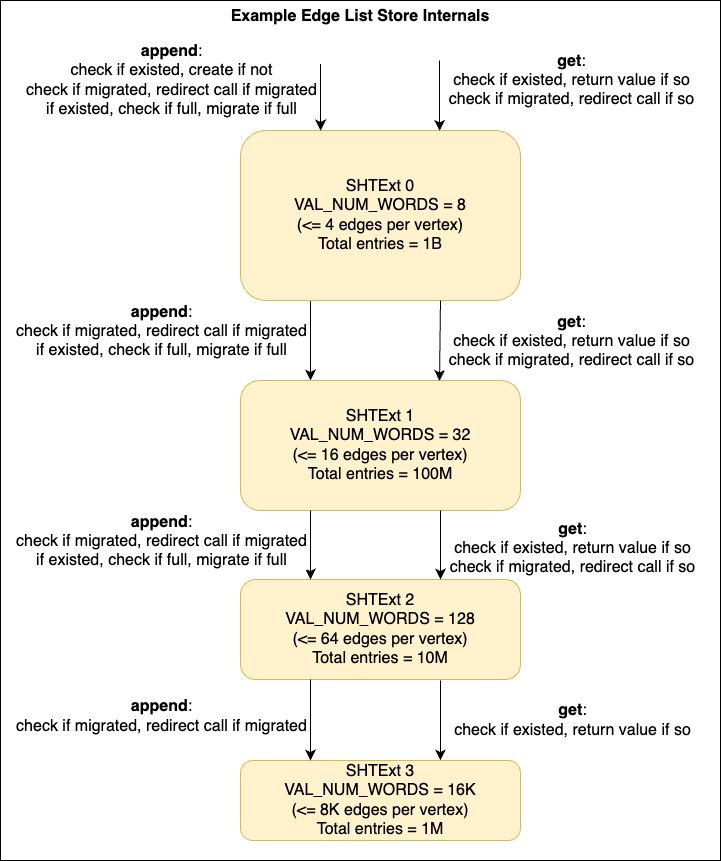 Example Edge List Store Internals
append:
check if existed, create if not
check if migrated, redirect call if migrated
if existed, check if full, migrate if full
get:
check if existed, return value if so
check if migrated, redirect call if so
SHTExt 0
VAL_NUM_WORDS = 8
(<= 4 edges per vertex)
Total entries = 1B
append:
check if migrated, redirect call if migrated
if existed, check if full, migrate if full
get:
check if existed, return value if so
check if migrated, redirect call if so
SHTExt 1
VAL_NUM_WORDS = 32
(<= 16 edges per vertex)
Total entries = 100M
append:
check if migrated, redirect call if migrated
if existed, check if full, migrate if full
get:
check if existed, return value if so
check if migrated, redirect call if so
SHTExt 2
VAL_NUM_WORDS = 128
(<= 64 edges per vertex)
Total entries = 10M
append:
check if migrated, redirect call if migrated
get:
check if existed, return value if so
SHTExt 3
VAL_NUM_WORDS = 16K
(<= 8K edges per vertex)
Total entries = 1M